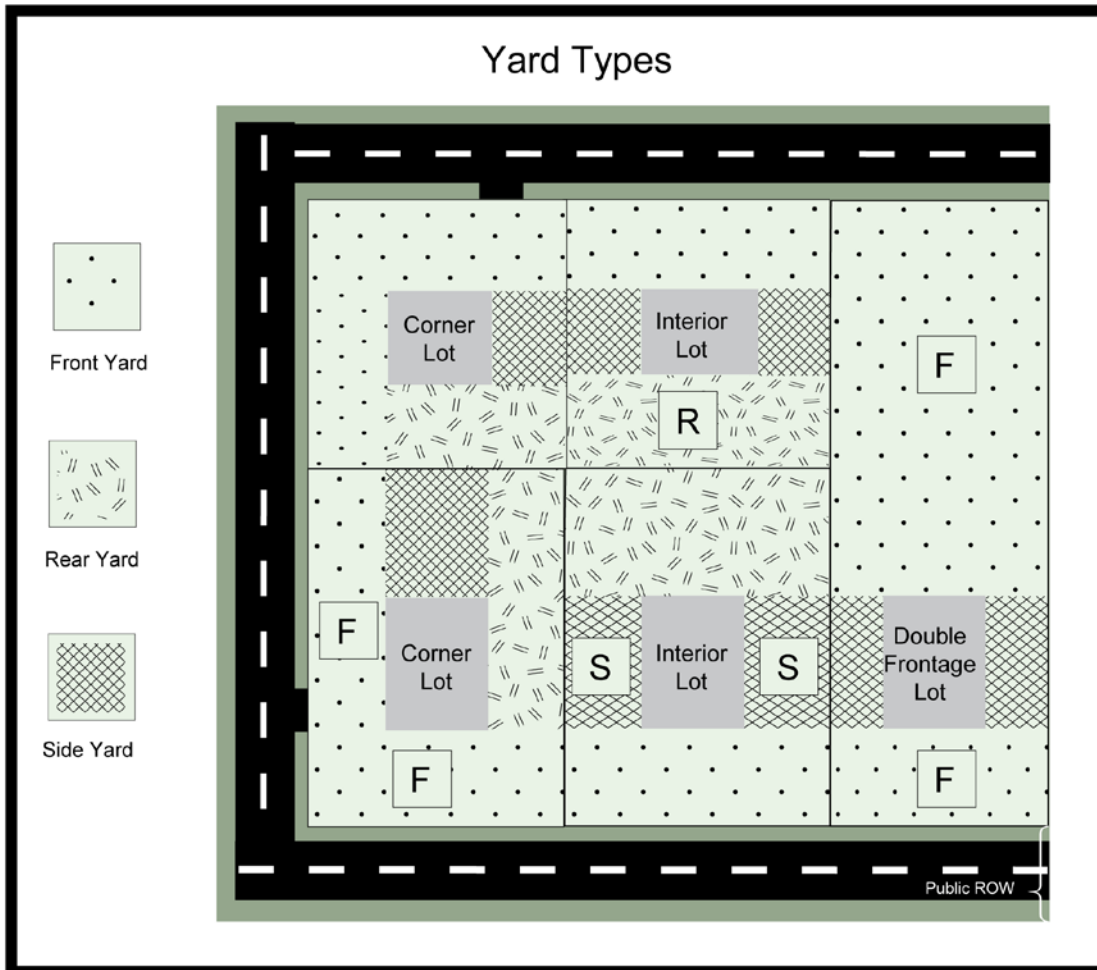 Yard Types
Front Yard
Rear Yard
Side Yard
Corner
Lot
Interior
Lot
F
R
F
Corner
Lot
F
S
Interior
Lot
S
Double
Frontage
Lot
F
Public ROW